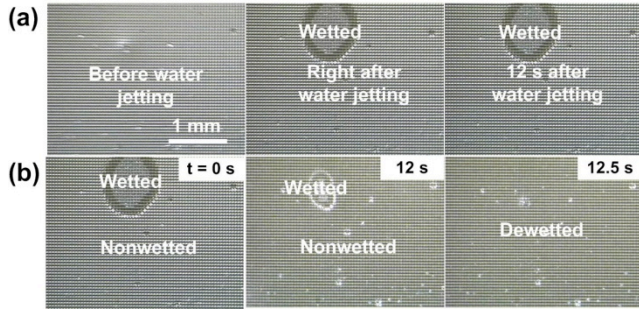 (a)
Before water
jetting
1 mm
Wetted
Right after
water jetting
Wetted
12 s after
water jetting
(b)
t = 0 s
Wetted
Nonwetted
12 s
Wetted
Nonwetted
12.5 s
Dewetted